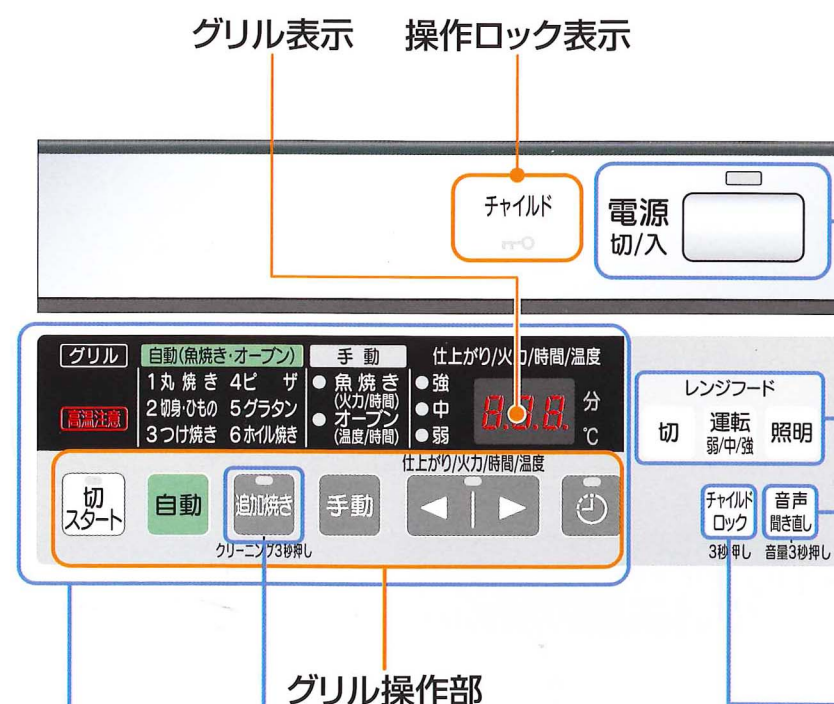 グリル表示
操作ロック表示
チャイルド
電源
切/入
グリル
自動(魚焼き・オープン)
手動
仕上がり/火力/時間/温度
高温注意
1丸焼き 4ピザ
2切身・ひもの 5グラタン
3つけ焼き 6ホイル焼き
魚焼き
(火力/時間)
オーブン
(温度/時間)
強
中
弱
8.8.8.
分
℃
レンジフード
切
運転
弱/中/強
照明
仕上がり/火力/時間/温度
切
スタート
自動
追加焼き
手動
クリーニング3秒押し
チャイルド
ロック
3秒押し
音声
聞き直し
音量3秒押し
グリル操作部